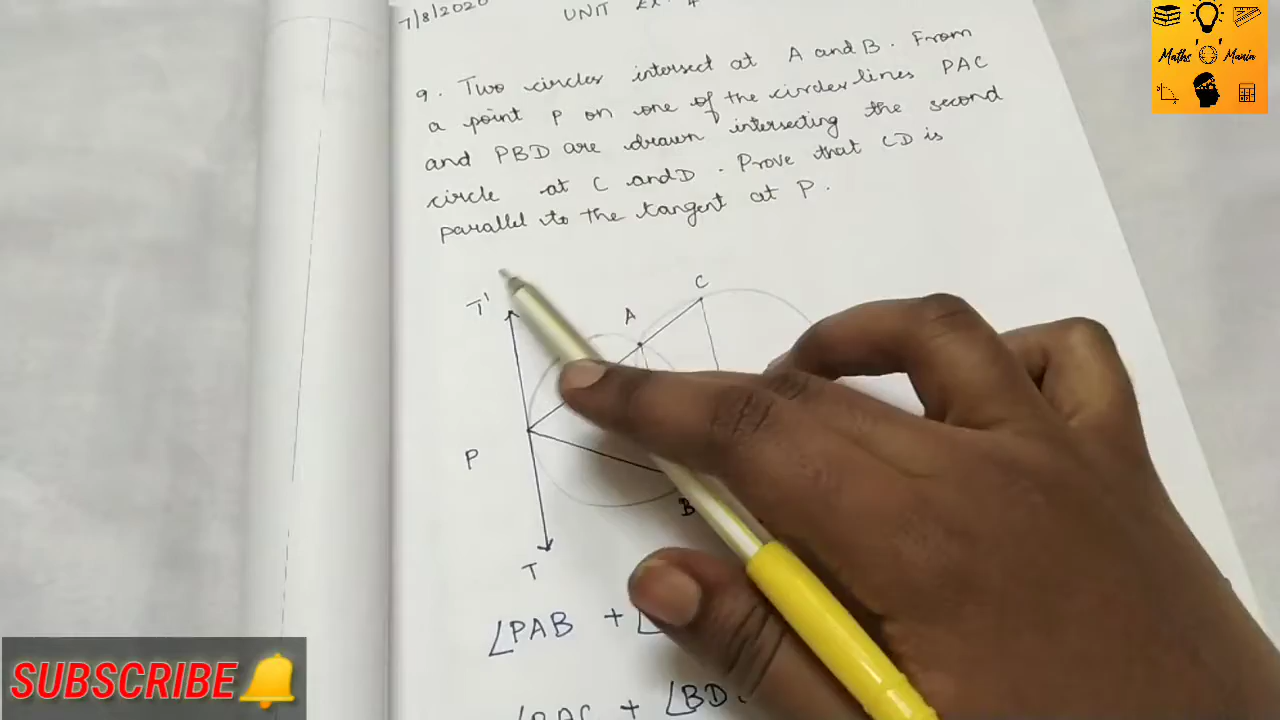 7/8/2020
UNIT
9. Two circles intersect at A and B. From
a point P on one of the circles lines PAC
and PBD are drawn intersecting the second
circle at C and D. Prove that CD is
parallel to the tangent at P.
T'
A
C
P
B
T
∠PAB +
+ ∠BD
Maths Mania
SUBSCRIBE